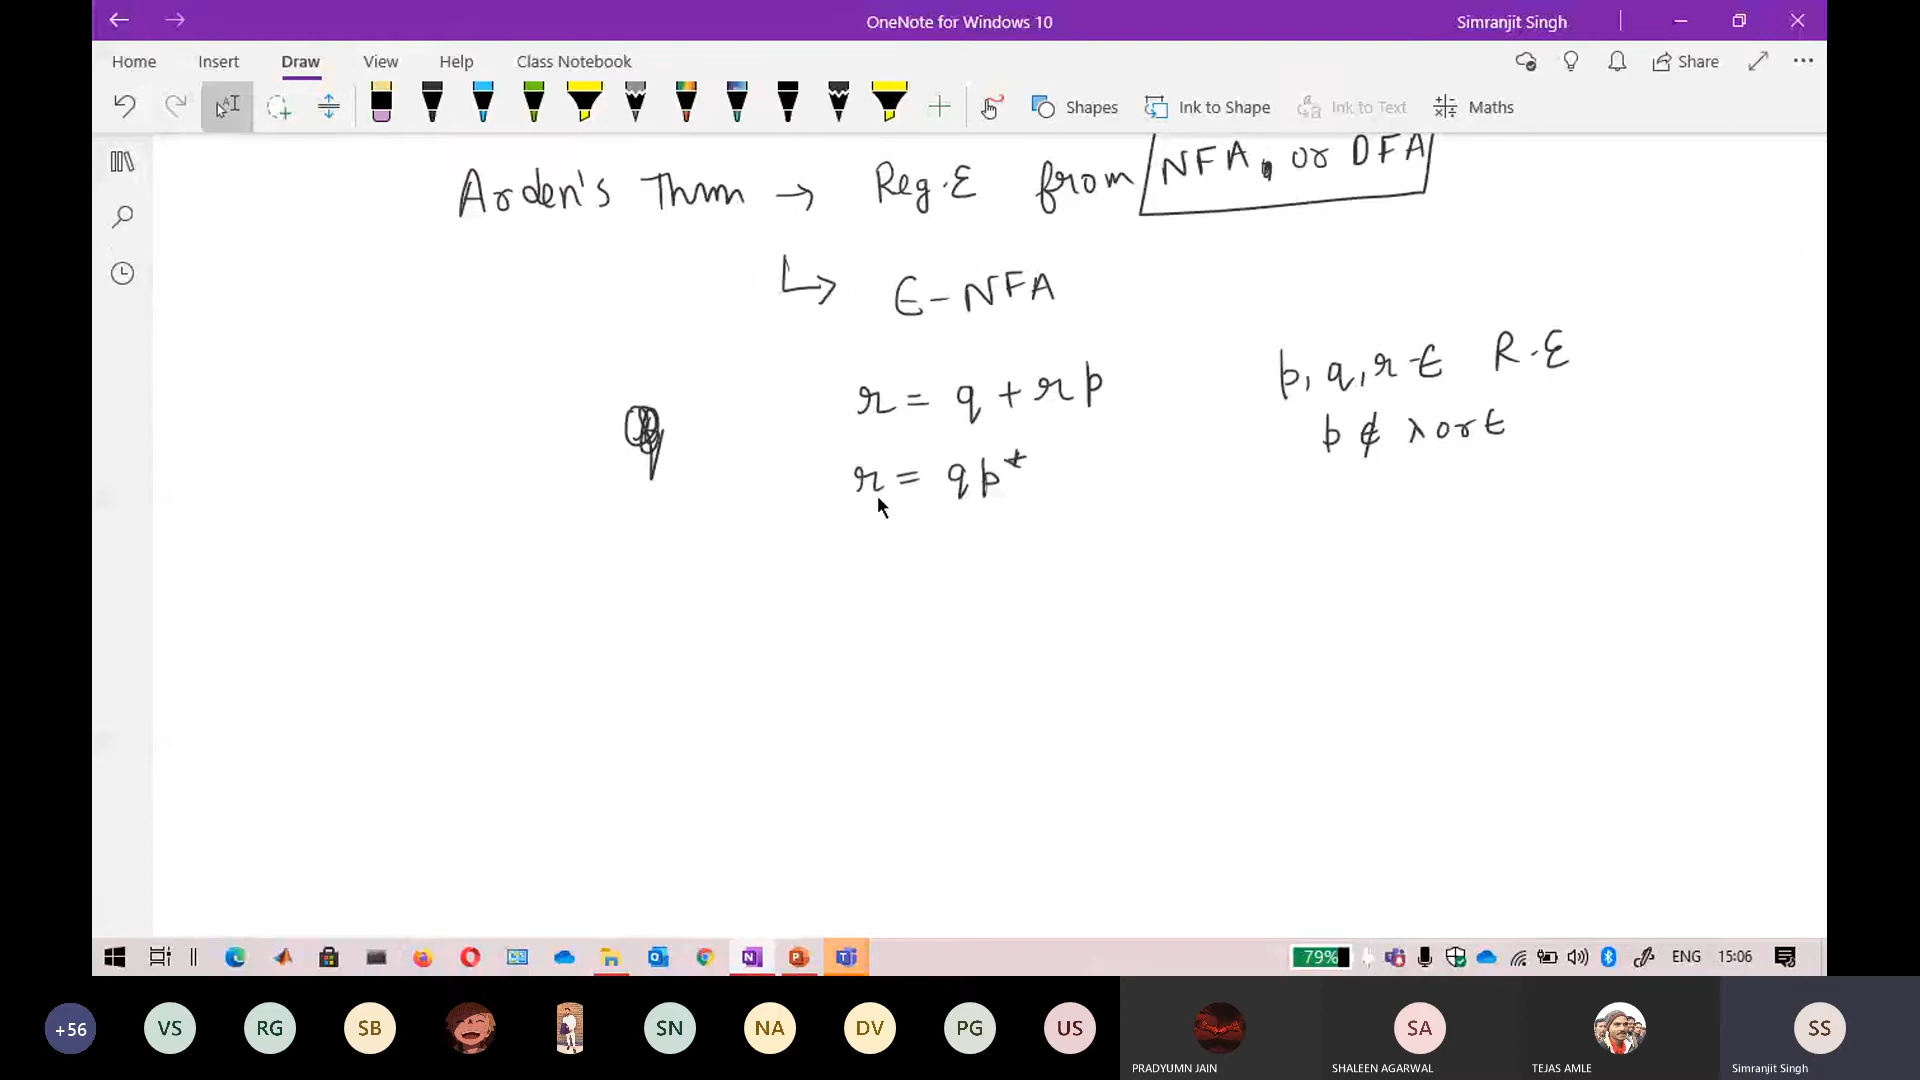 OneNote for Windows 10
Simranjit Singh
Home Insert Draw View Help Class Notebook
Share
Shapes Ink to Shape Ink to Text Maths
Arden's Thm → Reg.E from NFA, or DFA
↳ ϵ-NFA
r = q + rp
p, q, r ∈ R.E
p ∉ λ or ϵ
q
r = qp*
79%
ENG 15:06
+56 VS RG SB SN NA DV PG US SA SS
PRADYUMN JAIN SHALEEN AGARWAL TEJAS AMLE Simranjit Singh